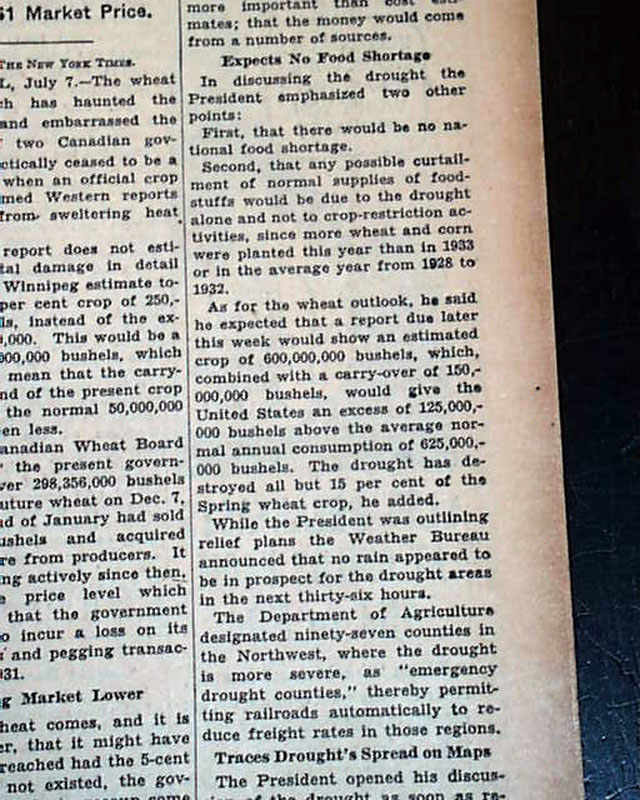 $1 Market Price.
THE NEW YORK TIMES.
L, July 7.—The wheat
ch has haunted the
and embarrassed the
two Canadian gov-
ctically ceased to be a
when an official crop
med Western reports
from sweltering heat
report does not esti-
tal damage in detail
Winnipeg estimate to-
per cent crop of 250,-
ls, instead of the ex-
,000. This would be a
000,000 bushels, which
mean that the carry-
nd of the present crop
the normal 50,000,000
en less.
anadian Wheat Board
the present govern-
ver 298,356,000 bushels
uture wheat on Dec. 7,
nd of January had sold
ushels and acquired
re from producers. It
ng actively since then,
e price level which
that the government
o incur a loss on its
and pegging transac-
931.
g Market Lower
heat comes, and it is
er, that it might have
reached had the 5-cent
not existed, the gov-
come
more important than cost esti-
mates; that the money would come
from a number of sources.
Expects No Food Shortage
In discussing the drought the
President emphasized two other
points:
First, that there would be no na-
tional food shortage.
Second, that any possible curtail-
ment of normal supplies of food-
stuffs would be due to the drought
alone and not to crop-restriction ac-
tivities, since more wheat and corn
were planted this year than in 1933
or in the average year from 1928 to
1932.
As for the wheat outlook, he said
he expected that a report due later
this week would show an estimated
crop of 600,000,000 bushels, which,
combined with a carry-over of 150,-
000,000 bushels, would give the
United States an excess of 125,000,-
000 bushels above the average nor-
mal annual consumption of 625,000,-
000 bushels. The drought has de-
stroyed all but 15 per cent of the
Spring wheat crop, he added.
While the President was outlining
relief plans the Weather Bureau
announced that no rain appeared to
be in prospect for the drought areas
in the next thirty-six hours.
The Department of Agriculture
designated ninety-seven counties in
the Northwest, where the drought
is more severe, as "emergency
drought counties," thereby permit-
ting railroads automatically to re-
duce freight rates in those regions.
Traces Drought's Spread on Maps
The President opened his discus-
sion of the drought as soon as re-